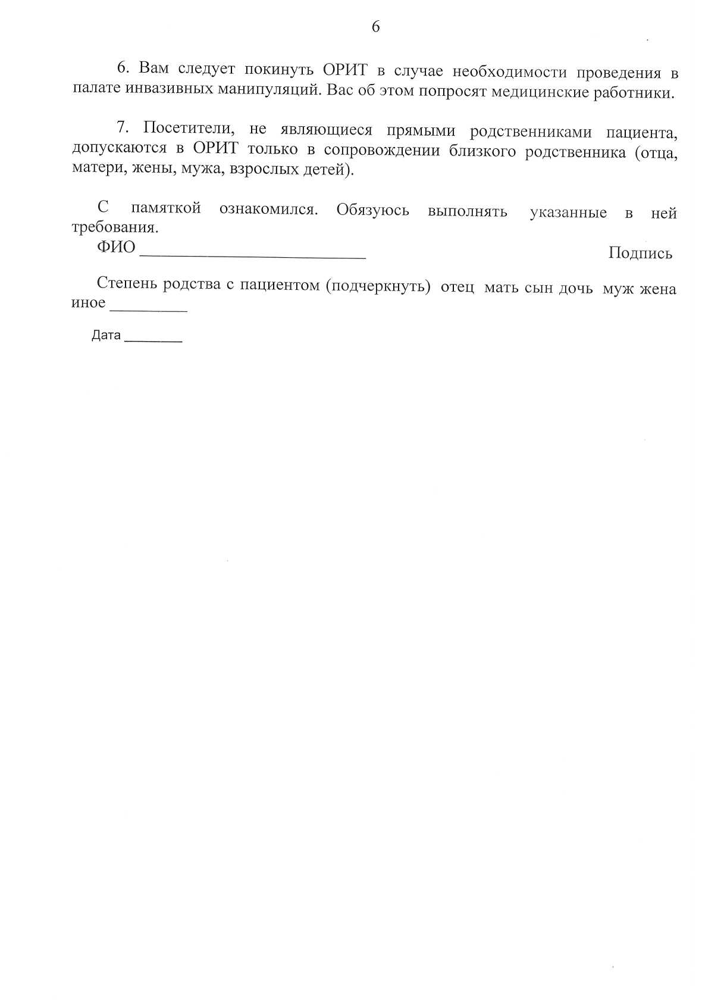 6
6. Вам следует покинуть ОРИТ в случае необходимости проведения в
палате инвазивных манипуляций. Вас об этом попросят медицинские работники.
7. Посетители, не являющиеся прямыми родственниками пациента,
допускаются в ОРИТ только в сопровождении близкого родственника (отца,
матери, жены, мужа, взрослых детей).
С памяткой ознакомился. Обязуюсь выполнять указанные в ней
требования.
ФИО ___________________________ Подпись
Степень родства с пациентом (подчеркнуть) отец мать сын дочь муж жена
иное _________
Дата ________